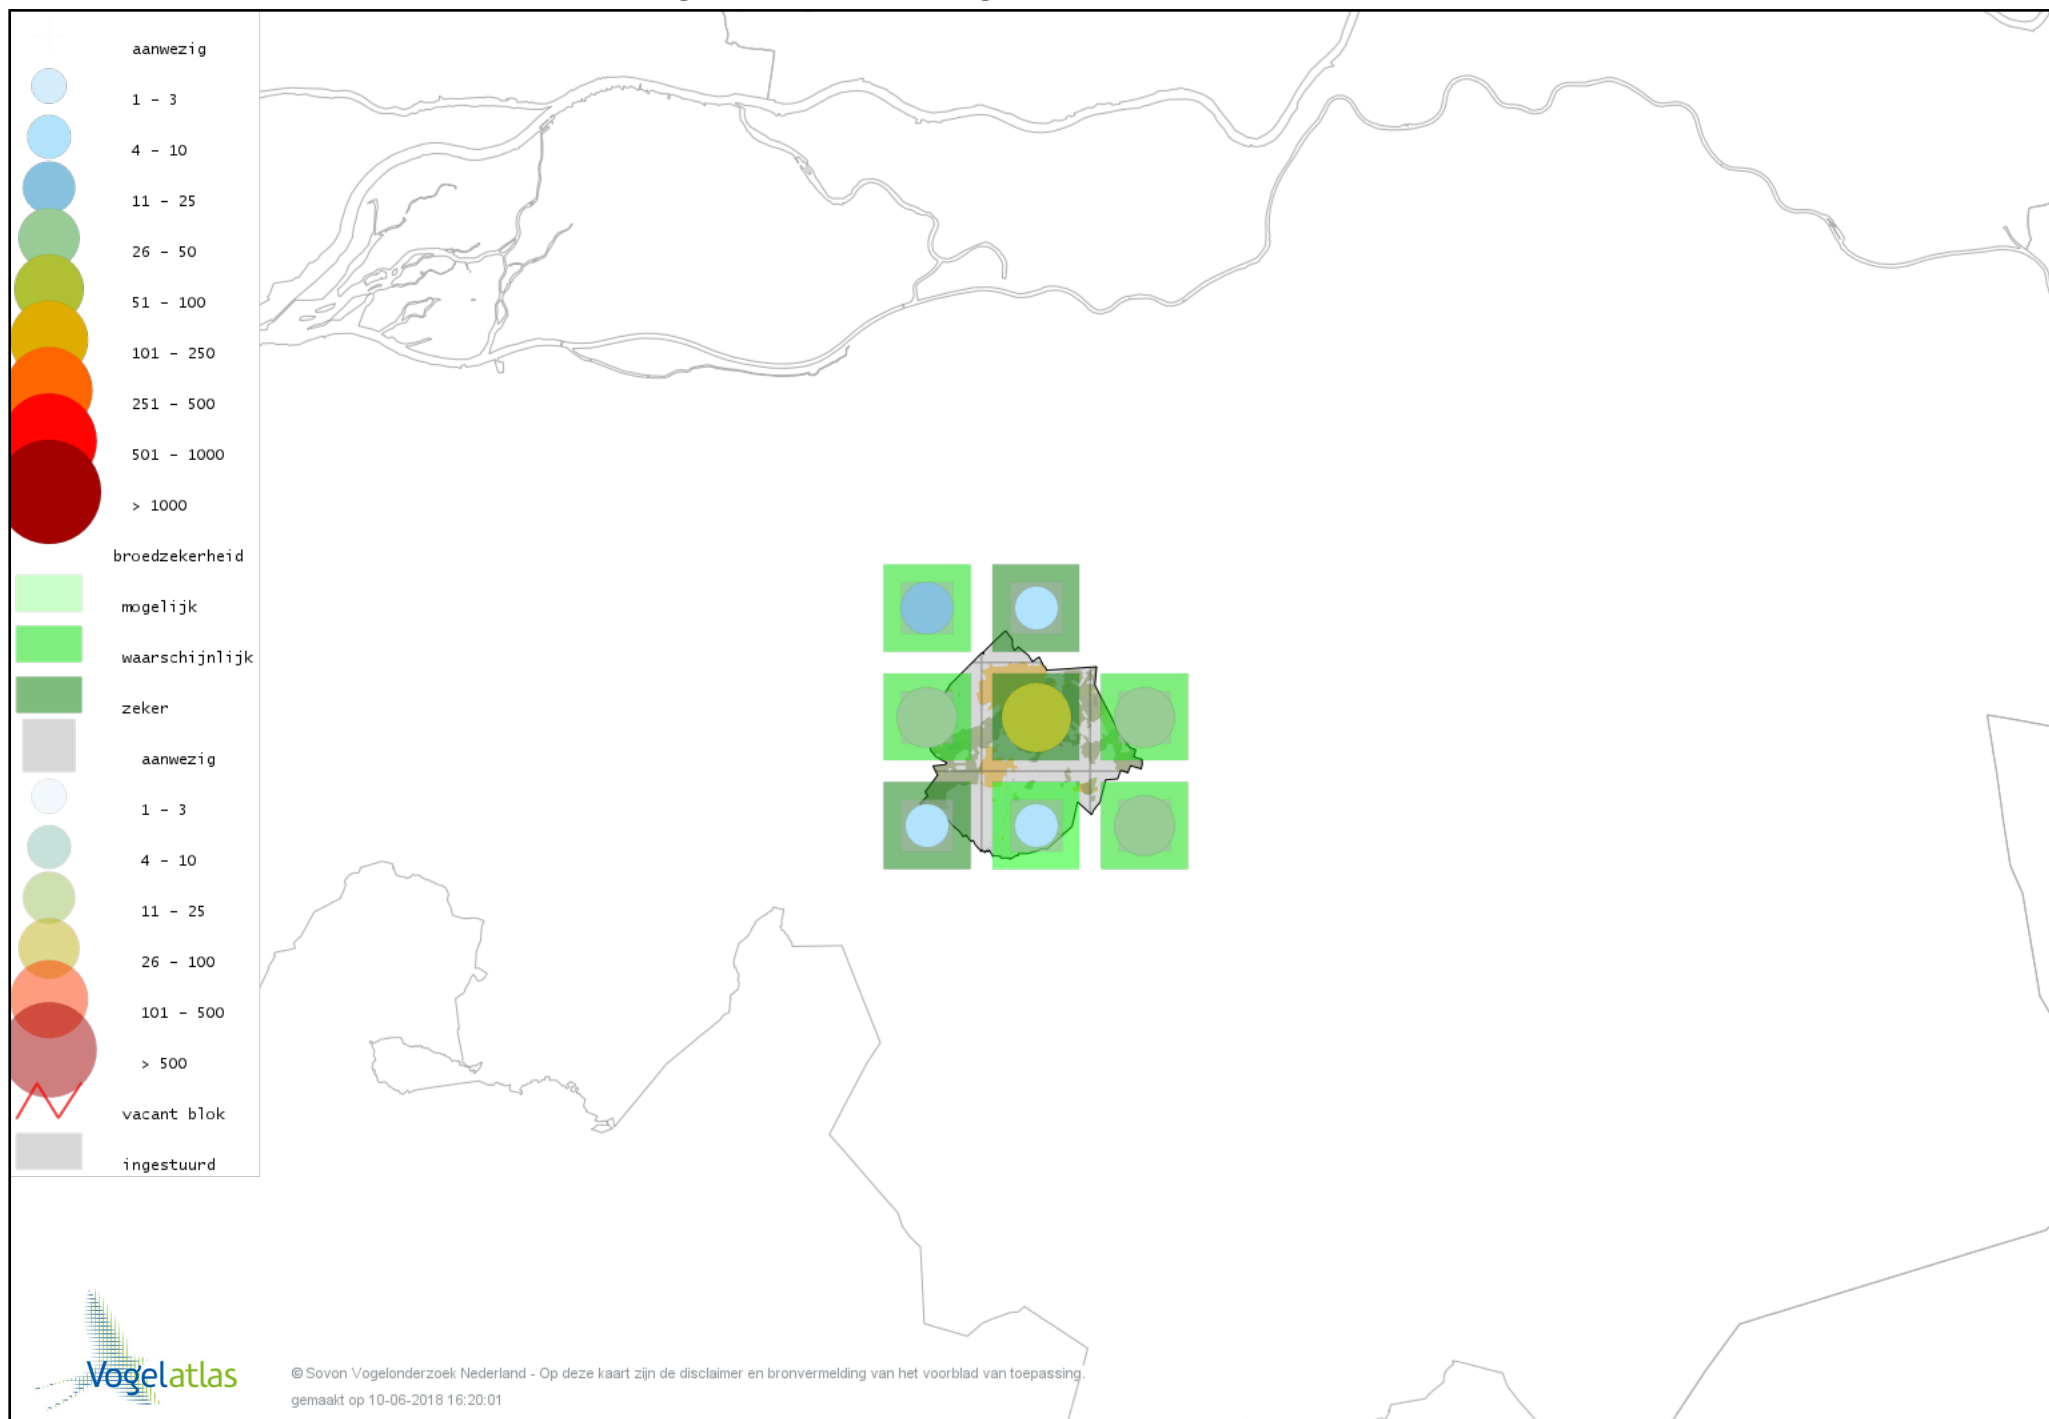 aanwezig
1 - 3
4 - 10
11 - 25
26 - 50
51 - 100
101 - 250
251 - 500
501 - 1000
> 1000
broedzekerheid
mogelijk
waarschijnlijk
zeker
aanwezig
1 - 3
4 - 10
11 - 25
26 - 100
101 - 500
> 500
vacant blok
ingestuurd
Vogelatlas
© Sovon Vogelonderzoek Nederland - Op deze kaart zijn de disclaimer en bronvermelding van het voorblad van toepassing.
gemaakt op 10-06-2018 16:20:01